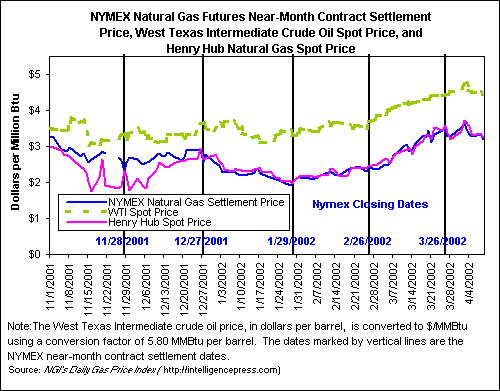 NYMEX Natural Gas Futures Near-Month Contract Settlement
Price, West Texas Intermediate Crude Oil Spot Price, and
Henry Hub Natural Gas Spot Price
Dollars per Million Btu
$5
$4
$3
$2
$1
$0
NYMEX Natural Gas Settlement Price
WTI Spot Price
Henry Hub Spot Price
Nymex Closing Dates
11/28/2001
12/27/2001
1/29/2002
2/26/2002
3/26/2002
11/1/2001
11/8/2001
11/15/2001
11/22/2001
11/29/2001
12/6/2001
12/13/2001
12/20/2001
12/27/2001
1/3/2002
1/10/2002
1/17/2002
1/24/2002
1/31/2002
2/7/2002
2/14/2002
2/21/2002
2/28/2002
3/7/2002
3/14/2002
3/21/2002
3/28/2002
4/4/2002
Note:The West Texas Intermediate crude oil price, in dollars per barrel, is converted to $/MMBtu
using a conversion factor of 5.80 MMBtu per barrel. The dates marked by vertical lines are the
NYMEX near-month contract settlement dates.
Source: NGI's Daily Gas Price Index ( http://intelligencepress.com)